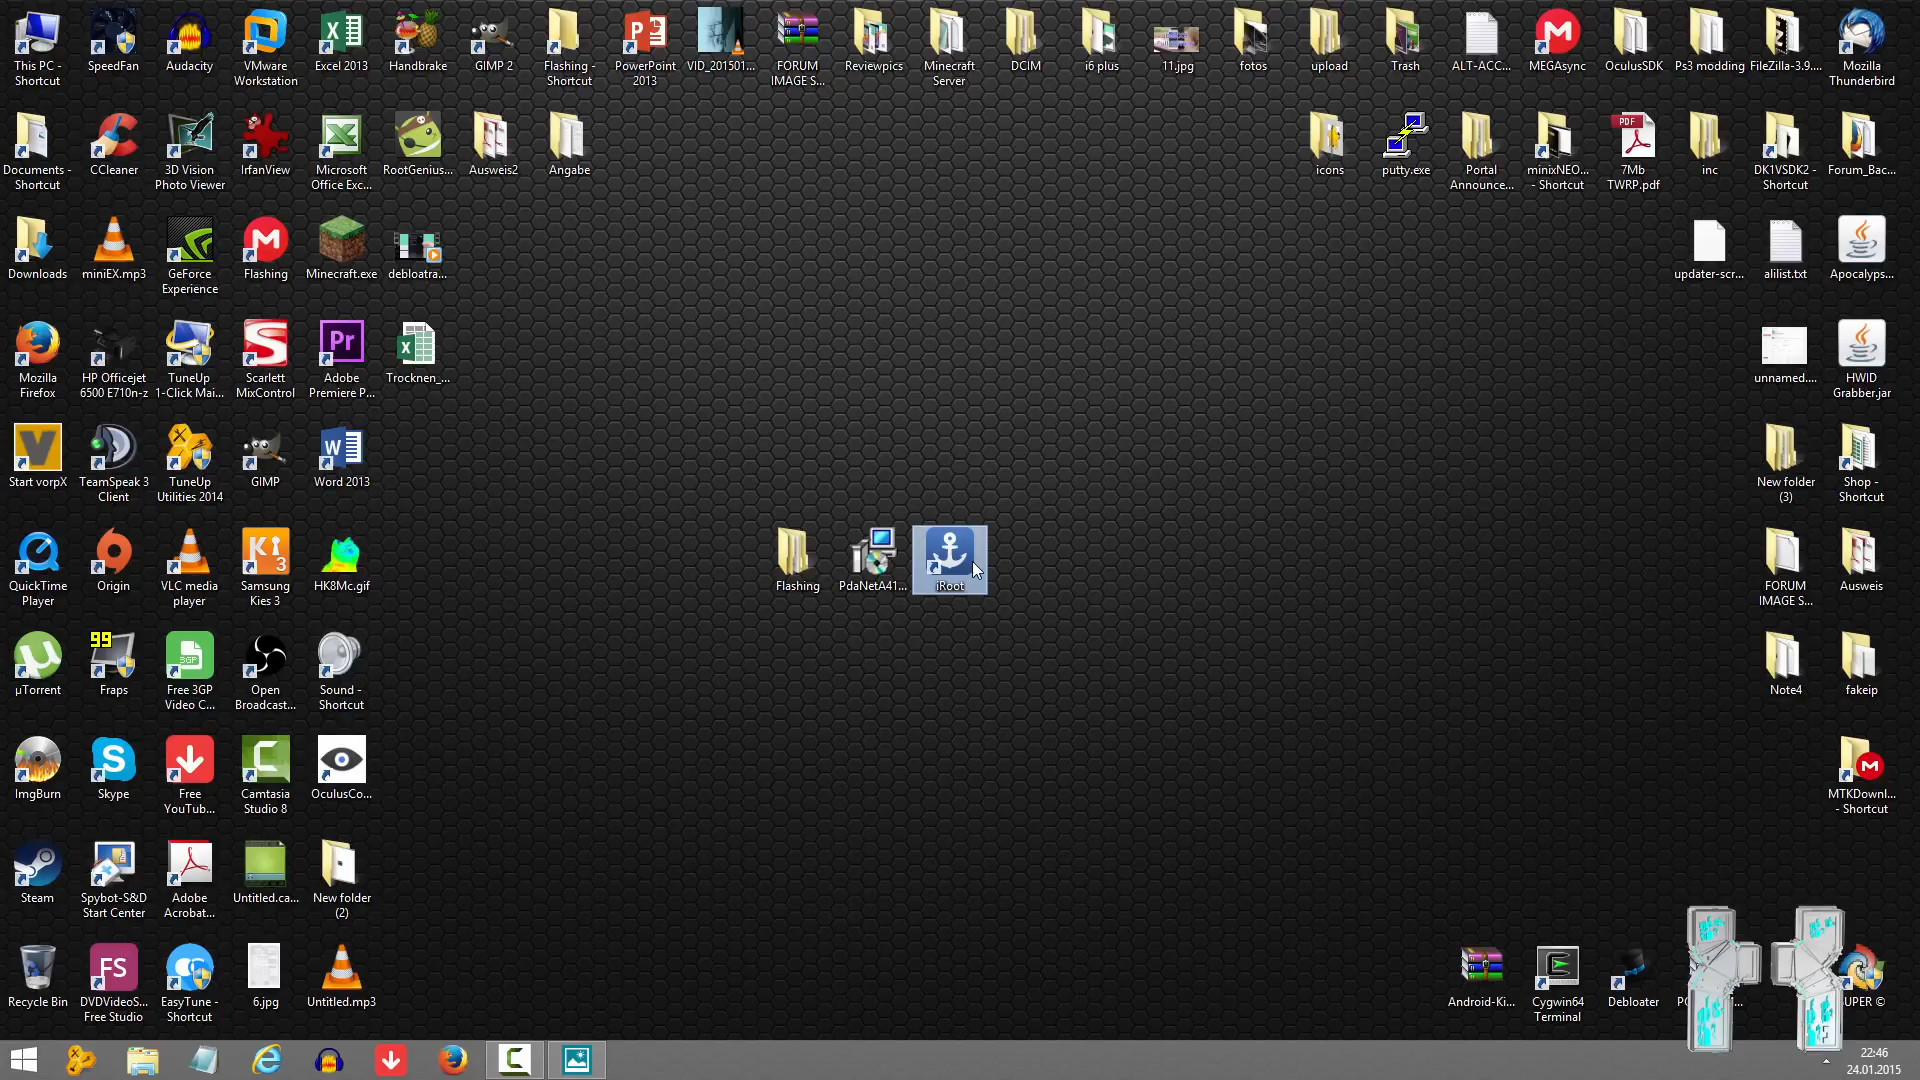 This PC -
Shortcut
SpeedFan
Audacity
VMware
Workstation
Excel 2013
Handbrake
GIMP 2
Flashing -
Shortcut
PowerPoint
2013
VID_201501...
FORUM
IMAGE S...
Reviewpics
Minecraft
Server
DCIM
i6 plus
11.jpg
fotos
upload
Trash
ALT-ACC...
MEGAsync
OculusSDK
Ps3 modding
FileZilla-3.9....
Mozilla
Thunderbird
Documents -
Shortcut
CCleaner
3D Vision
Photo Viewer
IrfanView
Microsoft
Office Exc...
RootGenius...
Ausweis2
Angabe
icons
putty.exe
Portal
Announce...
minixNEO...
- Shortcut
PDF
7Mb
TWRP.pdf
inc
DK1VSDK2 -
Shortcut
Forum_Bac...
Downloads
miniEX.mp3
GeForce
Experience
Flashing
Minecraft.exe
debloatra...
updater-scr...
alilist.txt
Apocalyps...
Mozilla
Firefox
HP Officejet
6500 E710n-z
TuneUp
1-Click Mai...
Scarlett
MixControl
Pr
Adobe
Premiere P...
Trocknen_...
unnamed....
HWID
Grabber.jar
Start vorpX
TeamSpeak 3
Client
TuneUp
Utilities 2014
GIMP
Word 2013
New folder
(3)
Shop -
Shortcut
QuickTime
Player
Origin
VLC media
player
Ki
3
Samsung
Kies 3
HK8Mc.gif
Flashing
PdaNetA41...
iRoot
FORUM
IMAGE S...
Ausweis
µTorrent
99
Fraps
3GP
Free 3GP
Video C...
Open
Broadcast...
Sound -
Shortcut
Note4
fakeip
ImgBurn
Skype
Free
YouTub...
Camtasia
Studio 8
OculusCo...
MTKDownl...
- Shortcut
Steam
Spybot-S&D
Start Center
Adobe
Acrobat...
Untitled.ca...
New folder
(2)
Recycle Bin
FS
DVDVideoS...
Free Studio
EasyTune -
Shortcut
6.jpg
Untitled.mp3
Android-Ki...
Cygwin64
Terminal
Debloater
22:46
24.01.2015